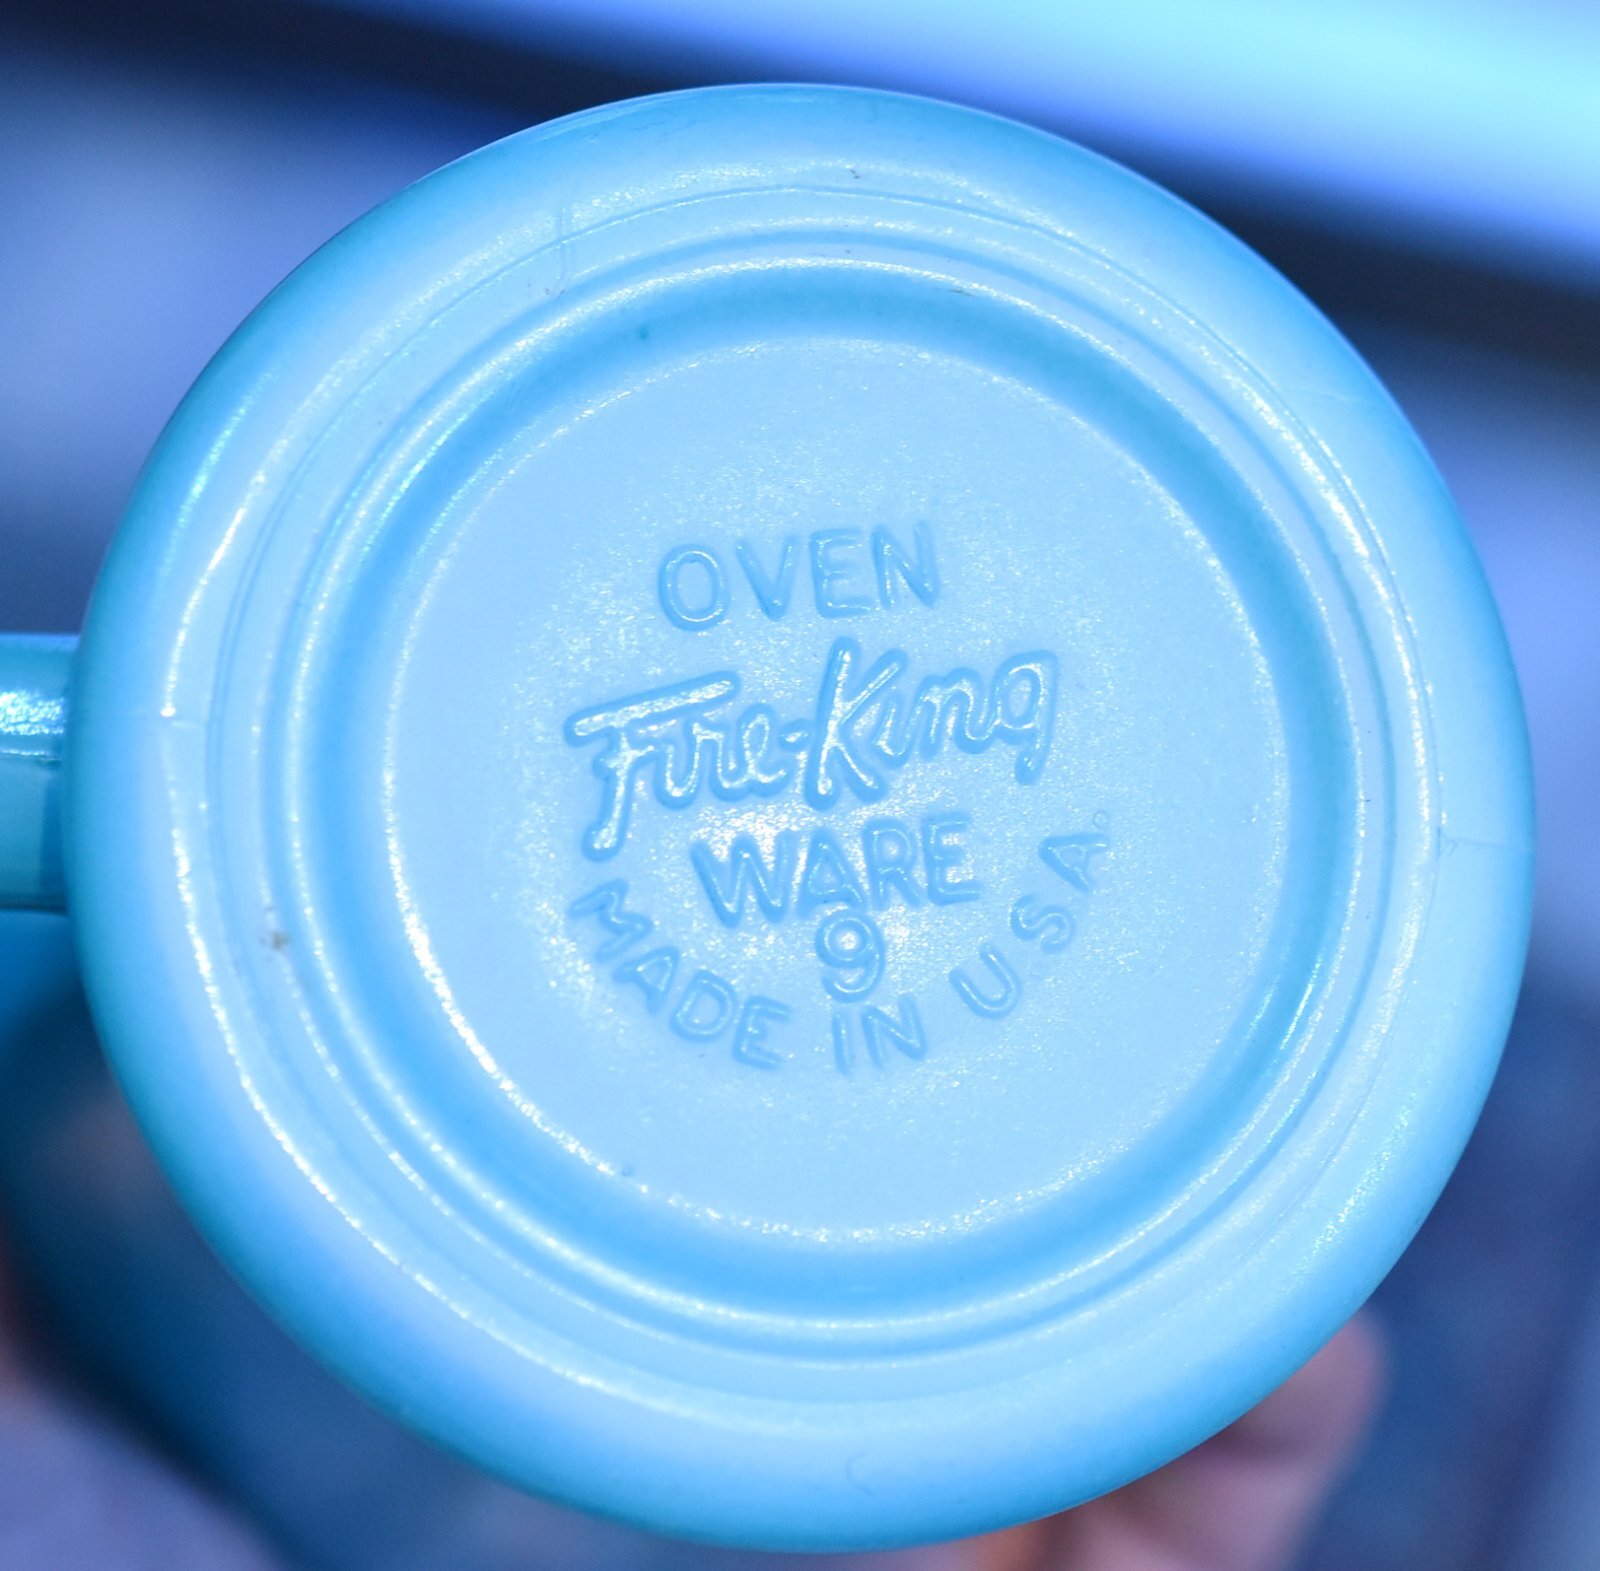 OVEN
Fire-King
WARE
9
MADE IN U.S.A.